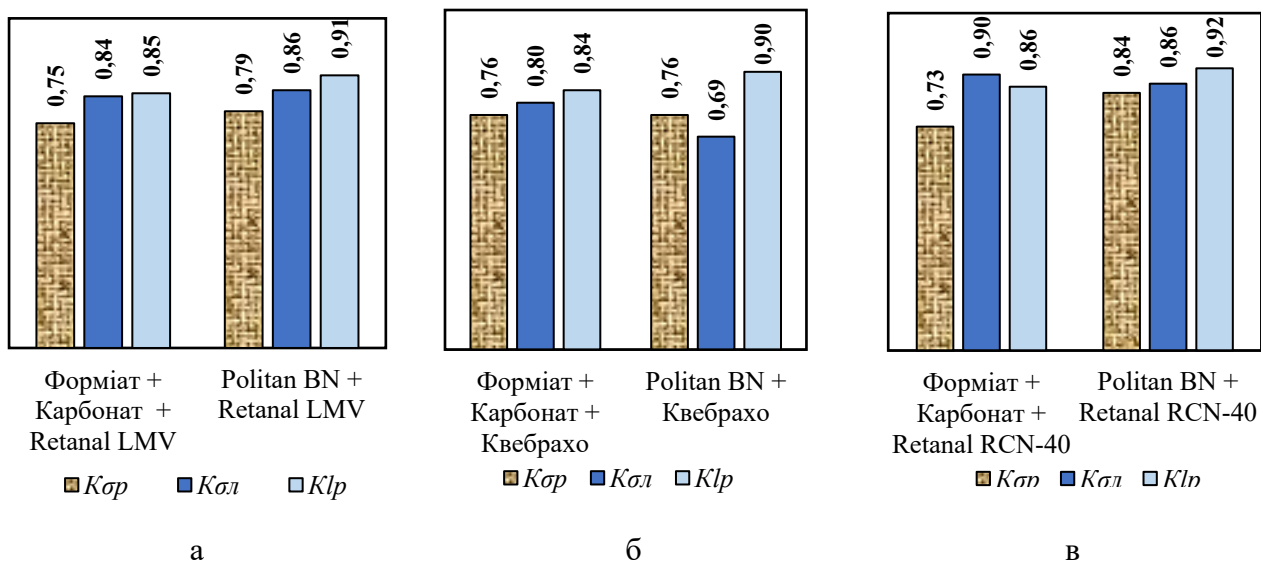 0,75
0,84
0,85
0,79
0,86
0,91
Форміат +
Карбонат +
Retanal LMV
Politan BN +
Retanal LMV
Kσp
Kσл
Klp
а
0,76
0,80
0,84
0,76
0,69
0,90
Форміат +
Карбонат +
Квебрахо
Politan BN +
Квебрахо
Kσp
Kσл
Klp
б
0,73
0,90
0,86
0,84
0,86
0,92
Форміат +
Карбонат +
Retanal RCN-40
Politan BN +
Retanal RCN-40
Kσp
Kσл
Klp
в